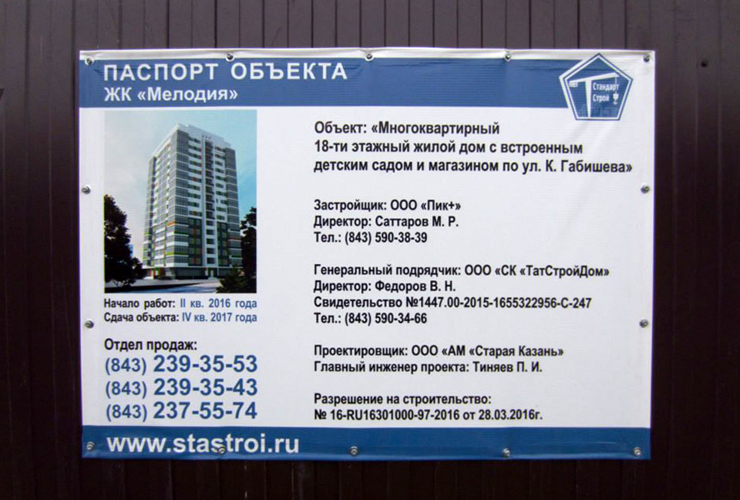 ПАСПОРТ ОБЪЕКТА
ЖК «Мелодия»
Стандарт
Строй
Объект: «Многоквартирный
18-ти этажный жилой дом с встроенным
детским садом и магазином по ул. К. Габишева»
Застройщик: ООО «Пик+»
Директор: Саттаров М. Р.
Тел.: (843) 590-38-39
Генеральный подрядчик: ООО «СК «ТатСтройДом»
Директор: Федоров В. Н.
Свидетельство №1447.00-2015-1655322956-С-247
Тел.: (843) 590-34-66
Проектировщик: ООО «АМ «Старая Казань»
Главный инженер проекта: Тиняев П. И.
Разрешение на строительство:
№ 16-RU16301000-97-2016 от 28.03.2016г.
Начало работ: II кв. 2016 года
Сдача объекта: IV кв. 2017 года
Отдел продаж:
(843) 239-35-53
(843) 239-35-43
(843) 237-55-74
www.stastroi.ru